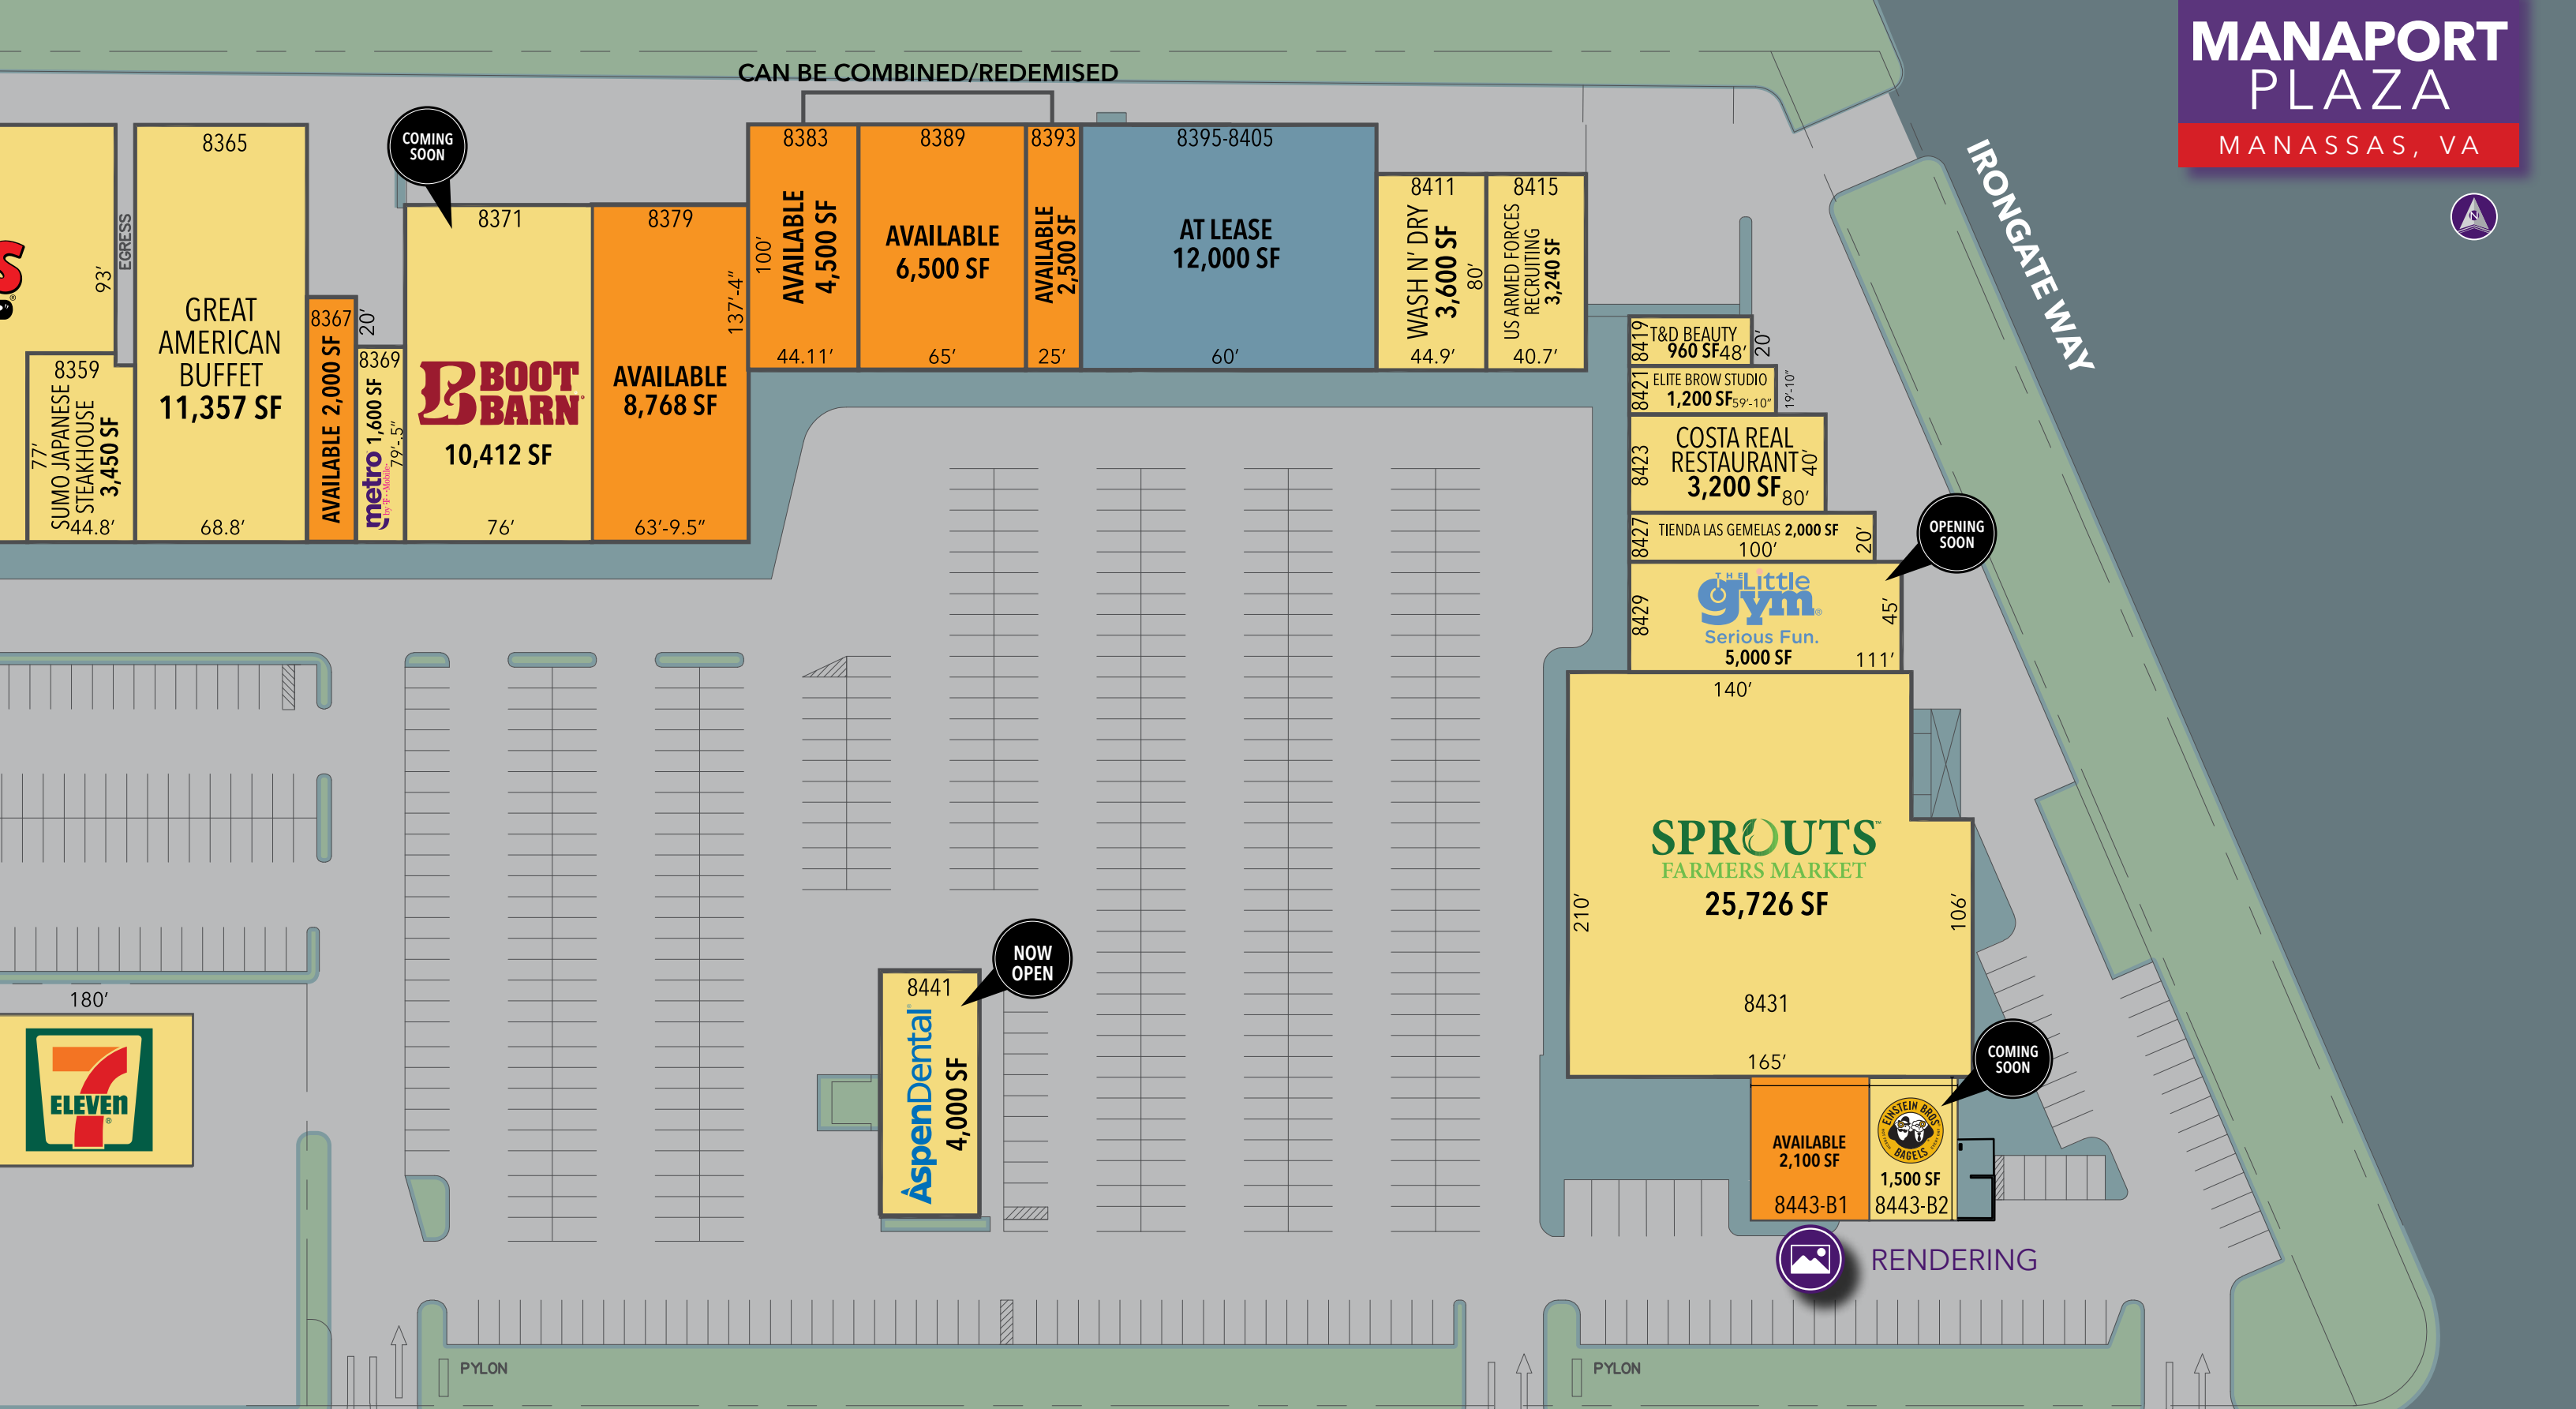 MANAPORT
PLAZA
MANASSAS, VA
N
IRONGATE WAY
CAN BE COMBINED/REDEMISED
93'
EGRESS
8359
SUMO JAPANESE
STEAKHOUSE
3,450 SF
77'
44.8'
8365
GREAT
AMERICAN
BUFFET
11,357 SF
68.8'
8367
AVAILABLE 2,000 SF
20'
8369
metro
by T-Mobile
1,600 SF
79'-.5"
COMING
SOON
8371
BOOT
BARN
10,412 SF
76'
8379
AVAILABLE
8,768 SF
137'-4"
63'-9.5"
8383
AVAILABLE
4,500 SF
100'
44.11'
8389
AVAILABLE
6,500 SF
65'
8393
AVAILABLE
2,500 SF
25'
8395-8405
AT LEASE
12,000 SF
60'
8411
WASH N' DRY
3,600 SF
80'
44.9'
8415
US ARMED FORCES
RECRUITING
3,240 SF
40.7'
8419
T&D BEAUTY
960 SF 48'
20'
8421
ELITE BROW STUDIO
1,200 SF 59'-10"
19'-10"
8423
COSTA REAL
RESTAURANT
3,200 SF
80'
40'
8427
TIENDA LAS GEMELAS 2,000 SF
100'
20'
OPENING
SOON
8429
THE Little
gym®
Serious Fun.
5,000 SF
111'
45'
140'
SPROUTS™
FARMERS MARKET
25,726 SF
210'
106'
8431
165'
COMING
SOON
AVAILABLE
2,100 SF
8443-B1
EINSTEIN BROS
BAGELS
1,500 SF
8443-B2
RENDERING
NOW
OPEN
8441
AspenDental
4,000 SF
180'
7
ELEVEn
®
PYLON
PYLON